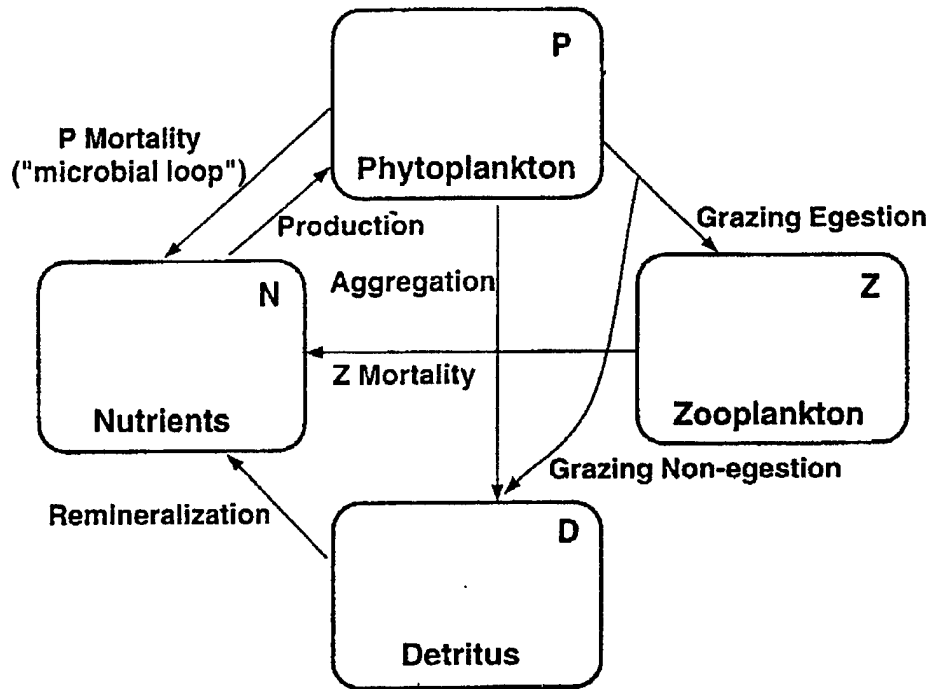 P
Phytoplankton
P Mortality
("microbial loop")
Production
Aggregation
Grazing Egestion
N
Nutrients
Z
Zooplankton
Z Mortality
Grazing Non-egestion
Remineralization
D
Detritus